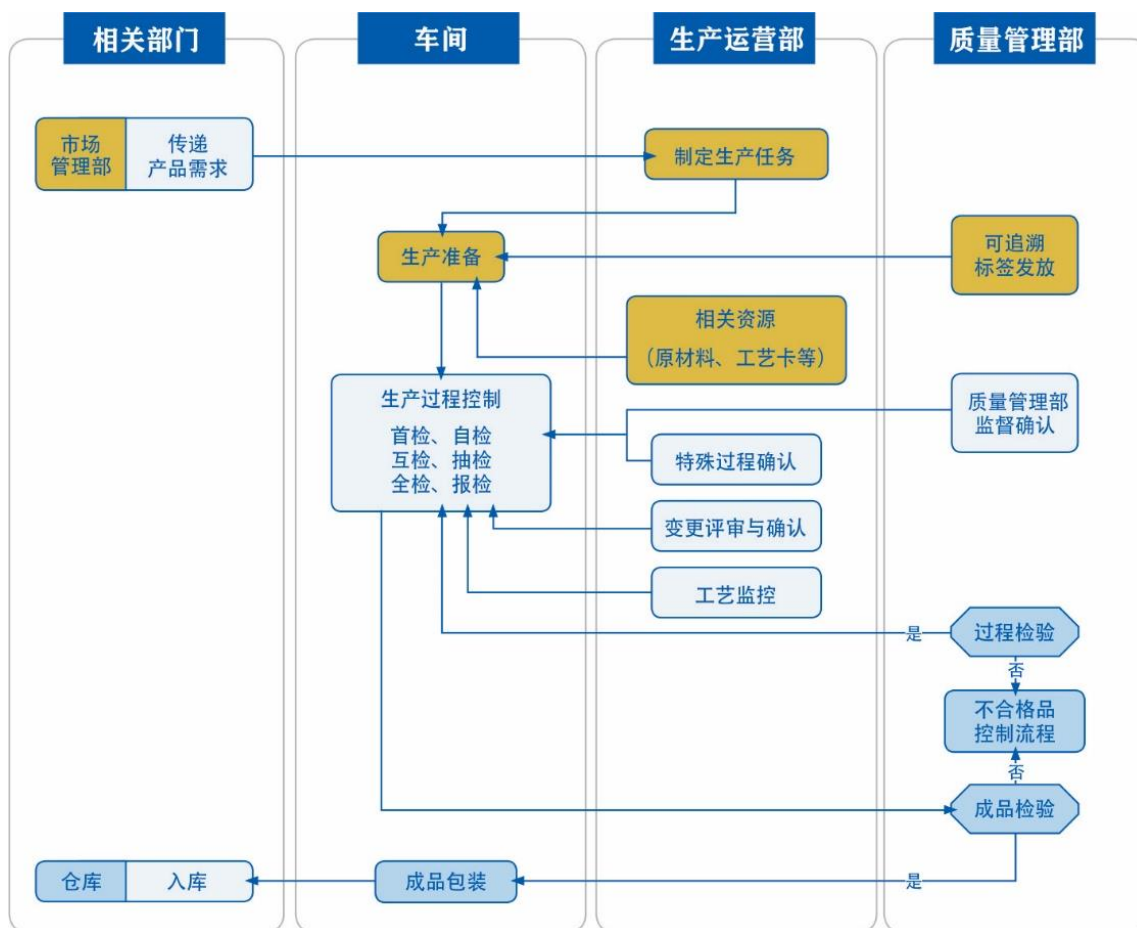 相关部门
车间
生产运营部
质量管理部
市场
管理部
传递
产品需求
制定生产任务
生产准备
可追溯
标签发放
相关资源
（原材料、工艺卡等）
生产过程控制
首检、自检
互检、抽检
全检、报检
质量管理部
监督确认
特殊过程确认
变更评审与确认
工艺监控
是
过程检验
否
不合格品
控制流程
否
成品检验
仓库
入库
成品包装
是